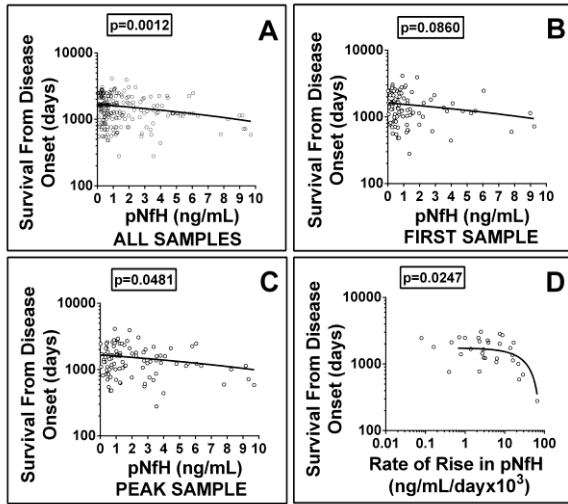 p=0.0012
A
Survival From Disease
Onset (days)
10000
1000
100
0 1 2 3 4 5 6 7 8 9 10
pNfH (ng/mL)
ALL SAMPLES
p=0.0860
B
Survival From Disease
Onset (days)
10000
1000
100
0 1 2 3 4 5 6 7 8 9 10
pNfH (ng/mL)
FIRST SAMPLE
p=0.0481
C
Survival From Disease
Onset (days)
10000
1000
100
0 1 2 3 4 5 6 7 8 9 10
pNfH (ng/mL)
PEAK SAMPLE
p=0.0247
D
Survival From Disease
Onset (days)
10000
1000
100
0.01 0.1 1 10 100
Rate of Rise in pNfH
(ng/mL/dayx10³)